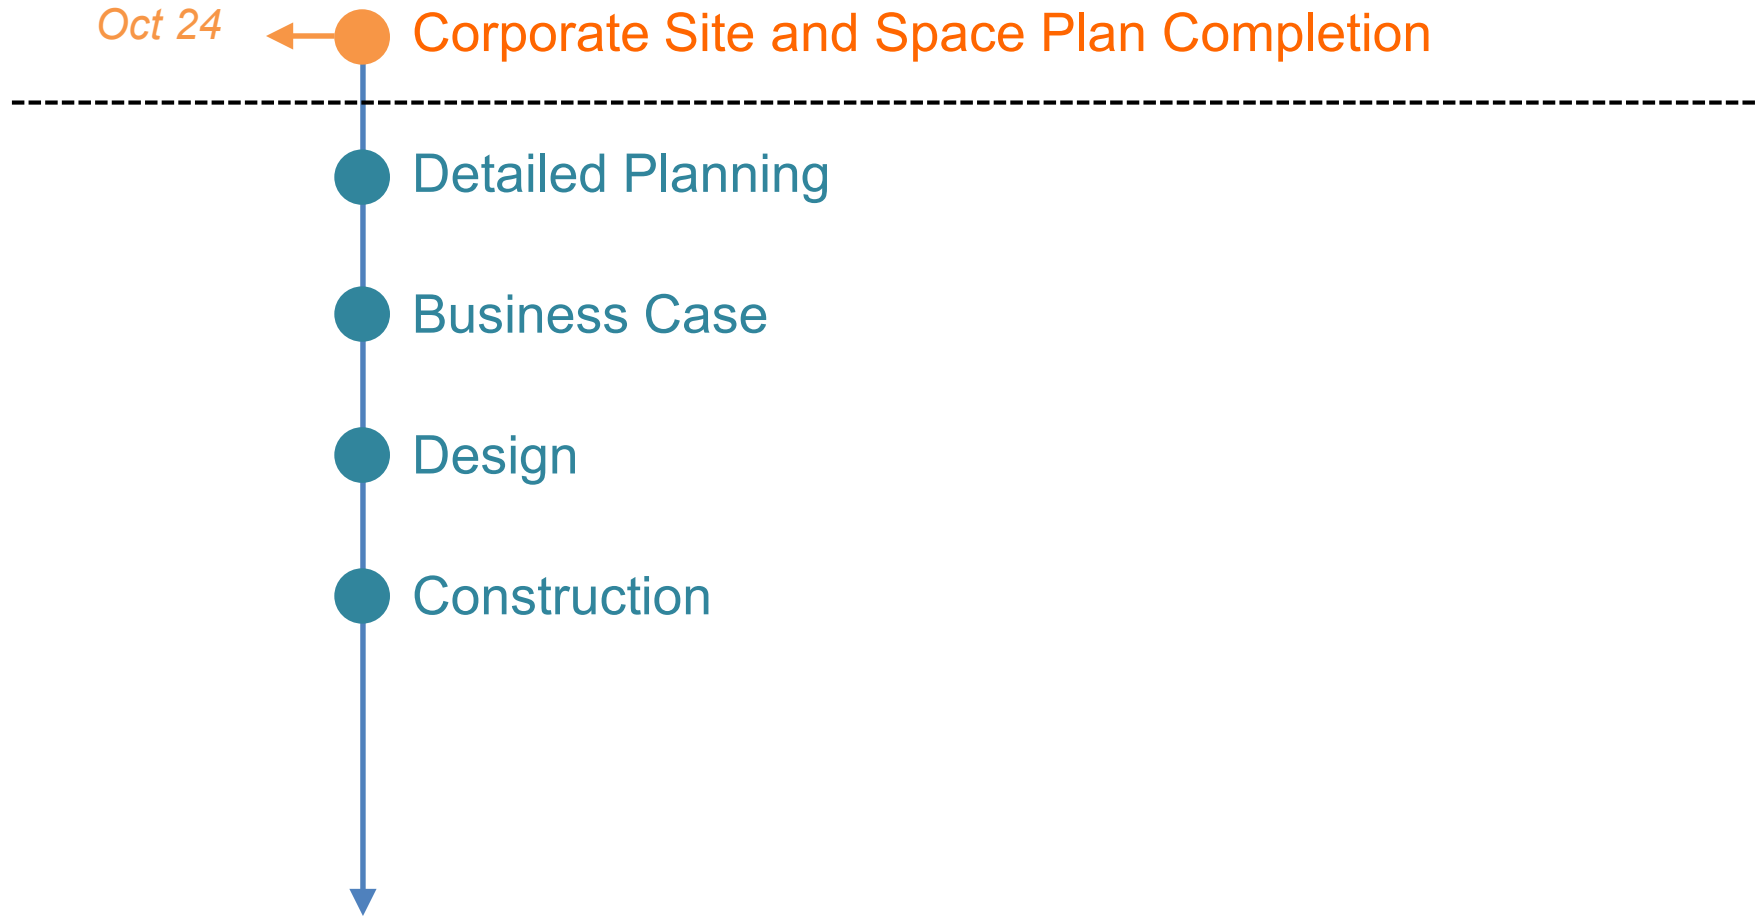 Oct 24
Corporate Site and Space Plan Completion
Detailed Planning
Business Case
Design
Construction